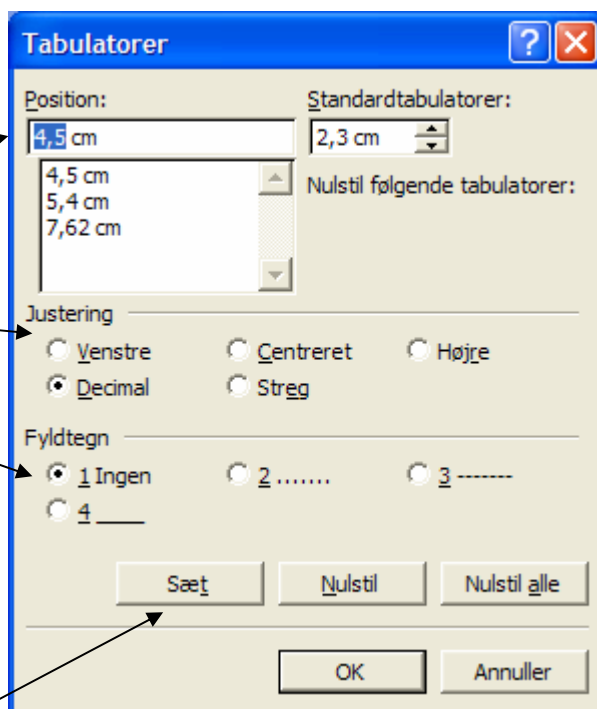 Tabulatorer
Position:
Standardtabulatorer:
4,5 cm
2,3 cm
4,5 cm
5,4 cm
7,62 cm
Nulstil følgende tabulatorer:
Justering
Venstre
Centreret
Højre
Decimal
Streg
Fyldtegn
1 Ingen
2 .......
3 -------
4 ____
Sæt
Nulstil
Nulstil alle
OK
Annuller